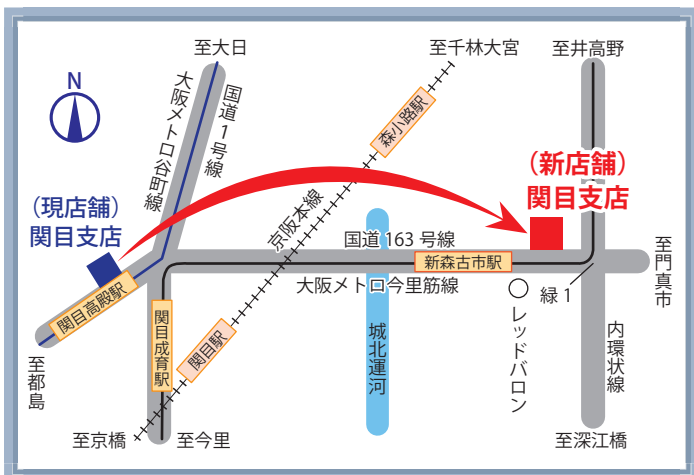 至大日
至千林大宮
至井高野
N
大阪メトロ谷町線
国道1号線
森小路駅
(現店舗)
関目支店
(新店舗)
関目支店
京阪本線
国道163号線
新森古市駅
大阪メトロ今里筋線
至門真市
緑1
関目高殿駅
関目成育駅
関目駅
城北運河
レッドバロン
内環状線
至都島
至京橋
至今里
至深江橋